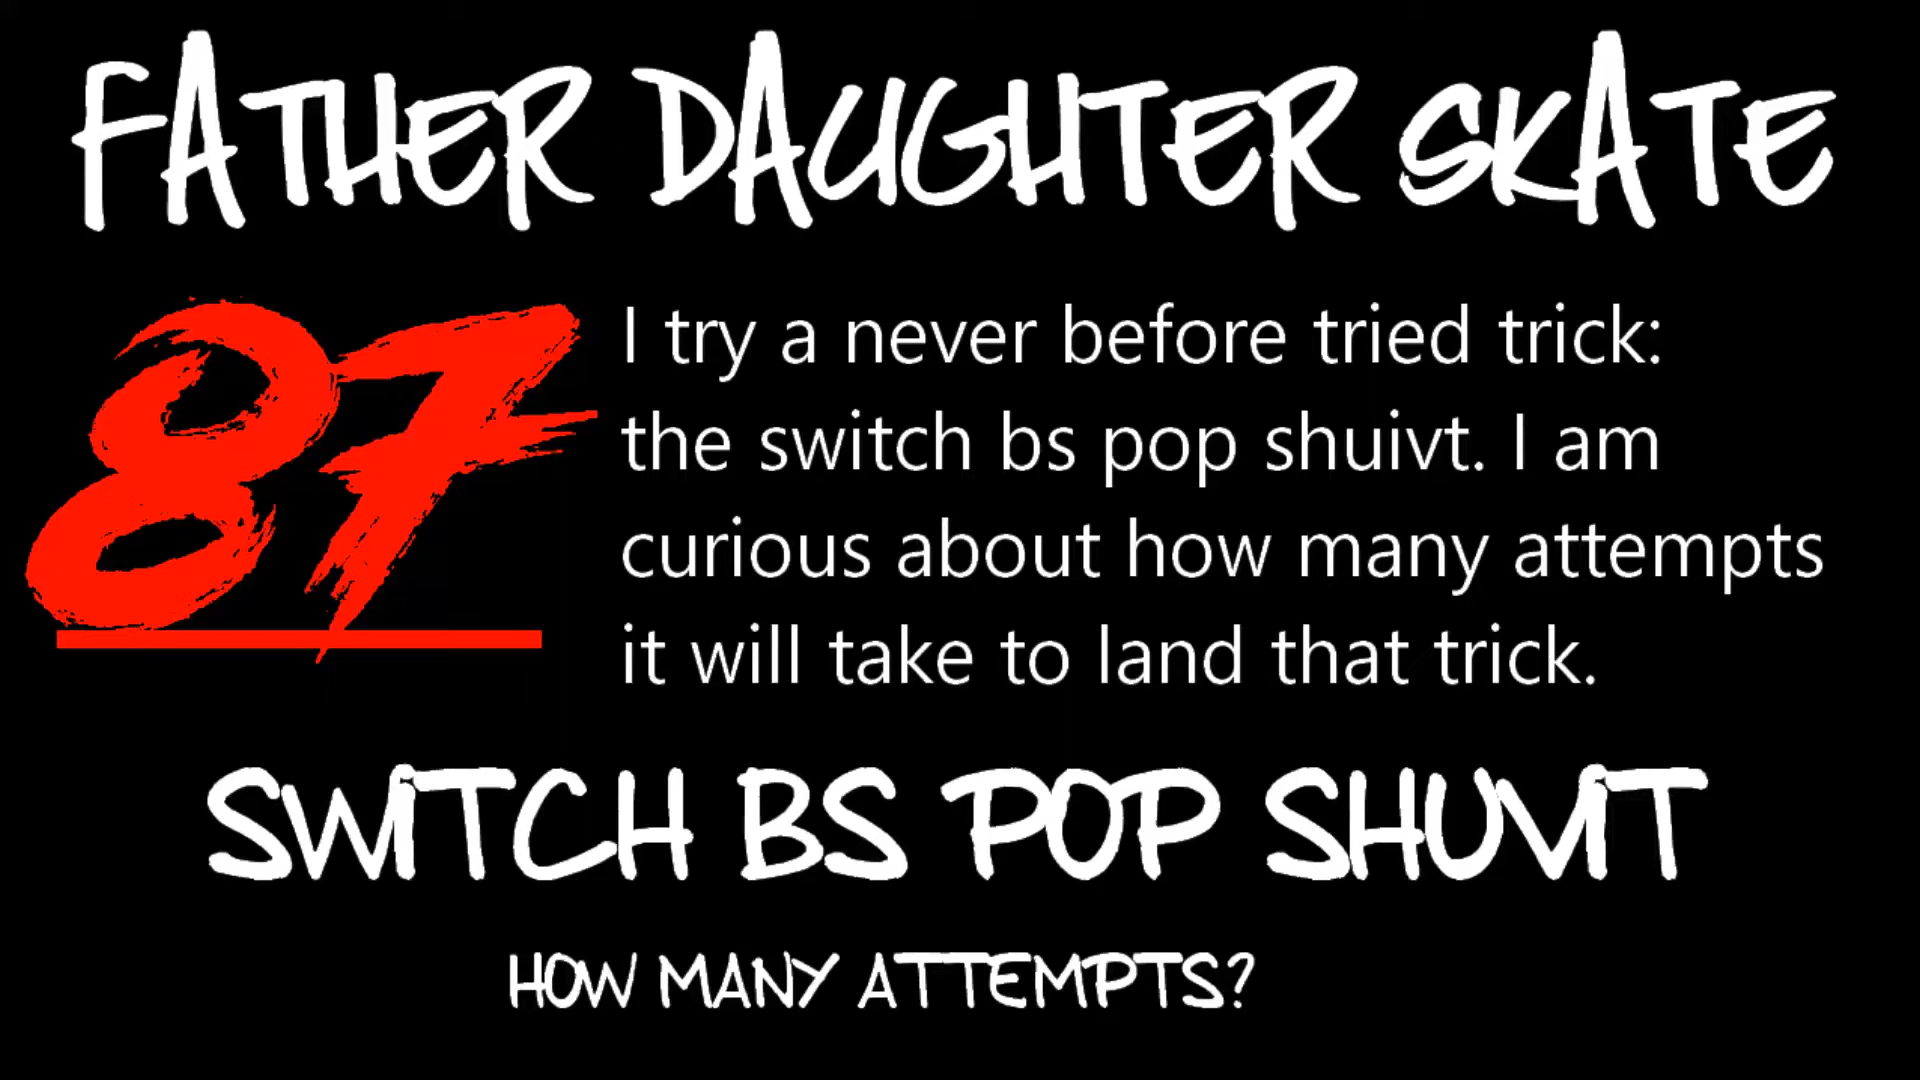 FATHER DAUGHTER SKATE
87
I try a never before tried trick:
the switch bs pop shuivt. I am
curious about how many attempts
it will take to land that trick.
SWITCH BS POP SHUVIT
HOW MANY ATTEMPTS?